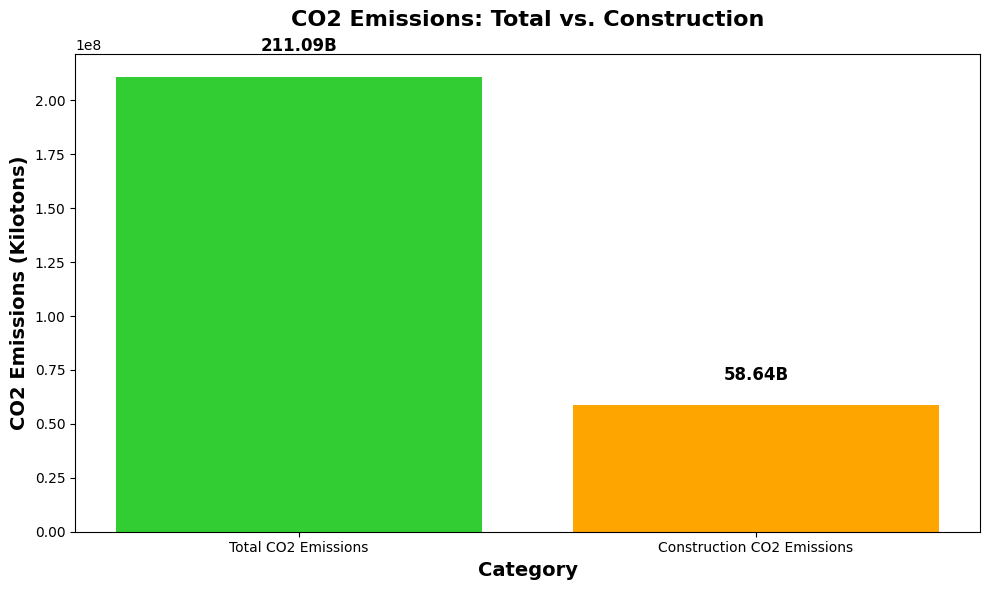 CO2 Emissions: Total vs. Construction
1e8
211.09B
2.00
1.75
1.50
1.25
1.00
0.75
0.50
0.25
0.00
CO2 Emissions (Kilotons)
58.64B
Total CO2 Emissions
Construction CO2 Emissions
Category